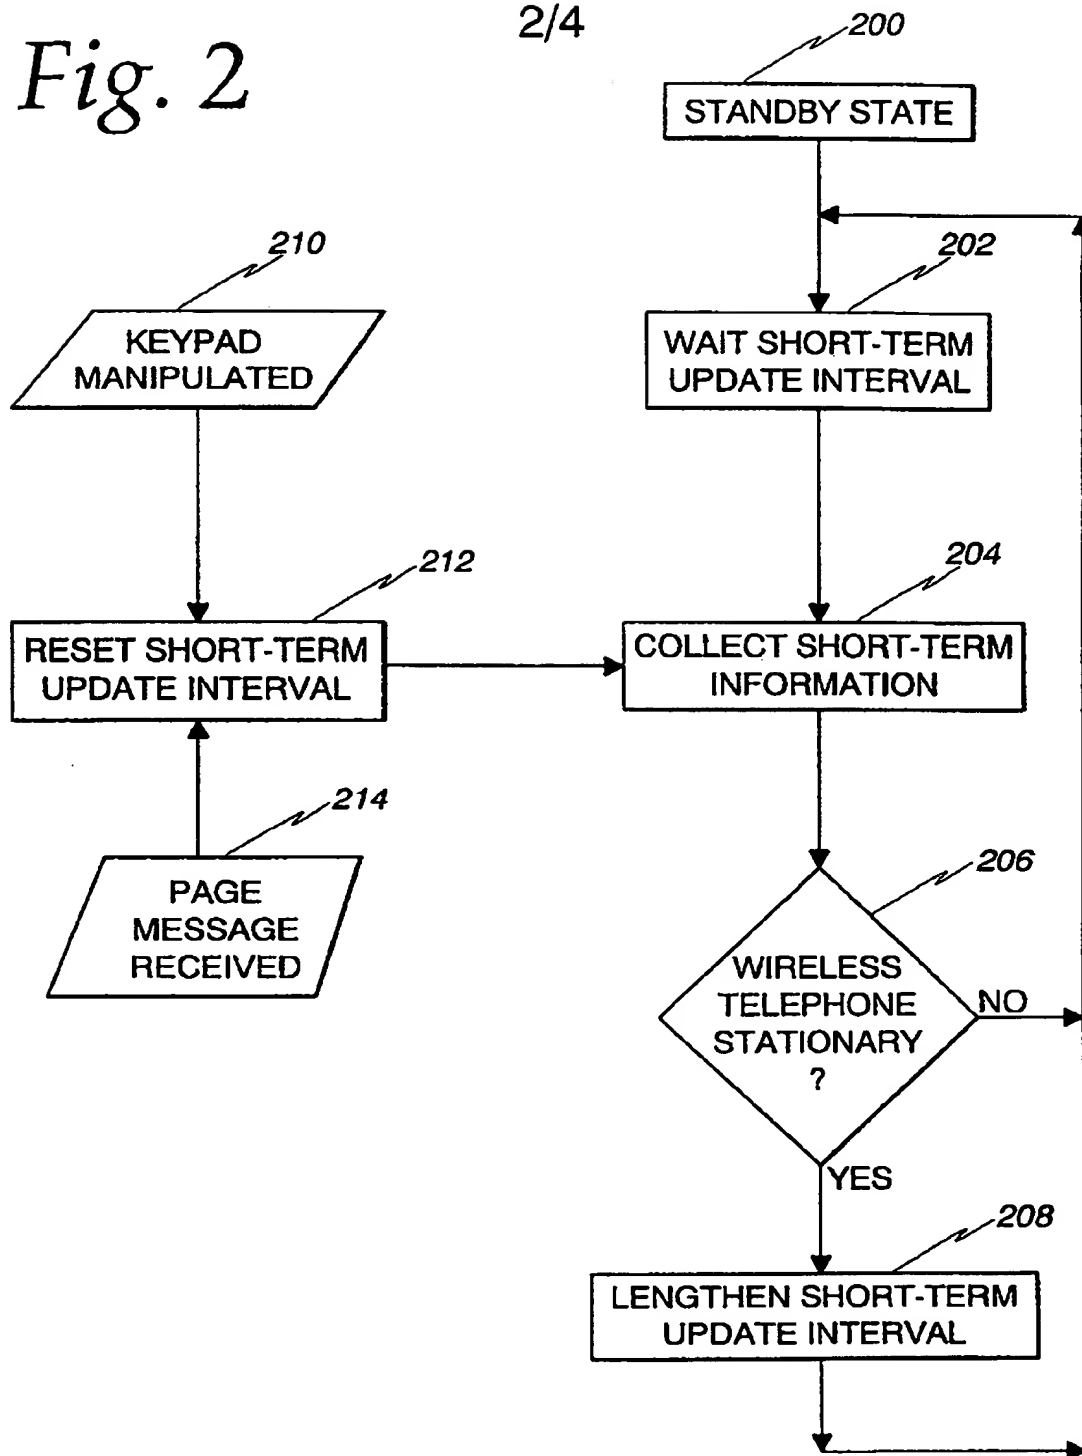 2/4
Fig. 2
200
STANDBY STATE
210
202
KEYPAD
MANIPULATED
WAIT SHORT-TERM
UPDATE INTERVAL
212
204
RESET SHORT-TERM
UPDATE INTERVAL
COLLECT SHORT-TERM
INFORMATION
214
PAGE
MESSAGE
RECEIVED
206
WIRELESS
TELEPHONE
STATIONARY
?
NO
YES
208
LENGTHEN SHORT-TERM
UPDATE INTERVAL